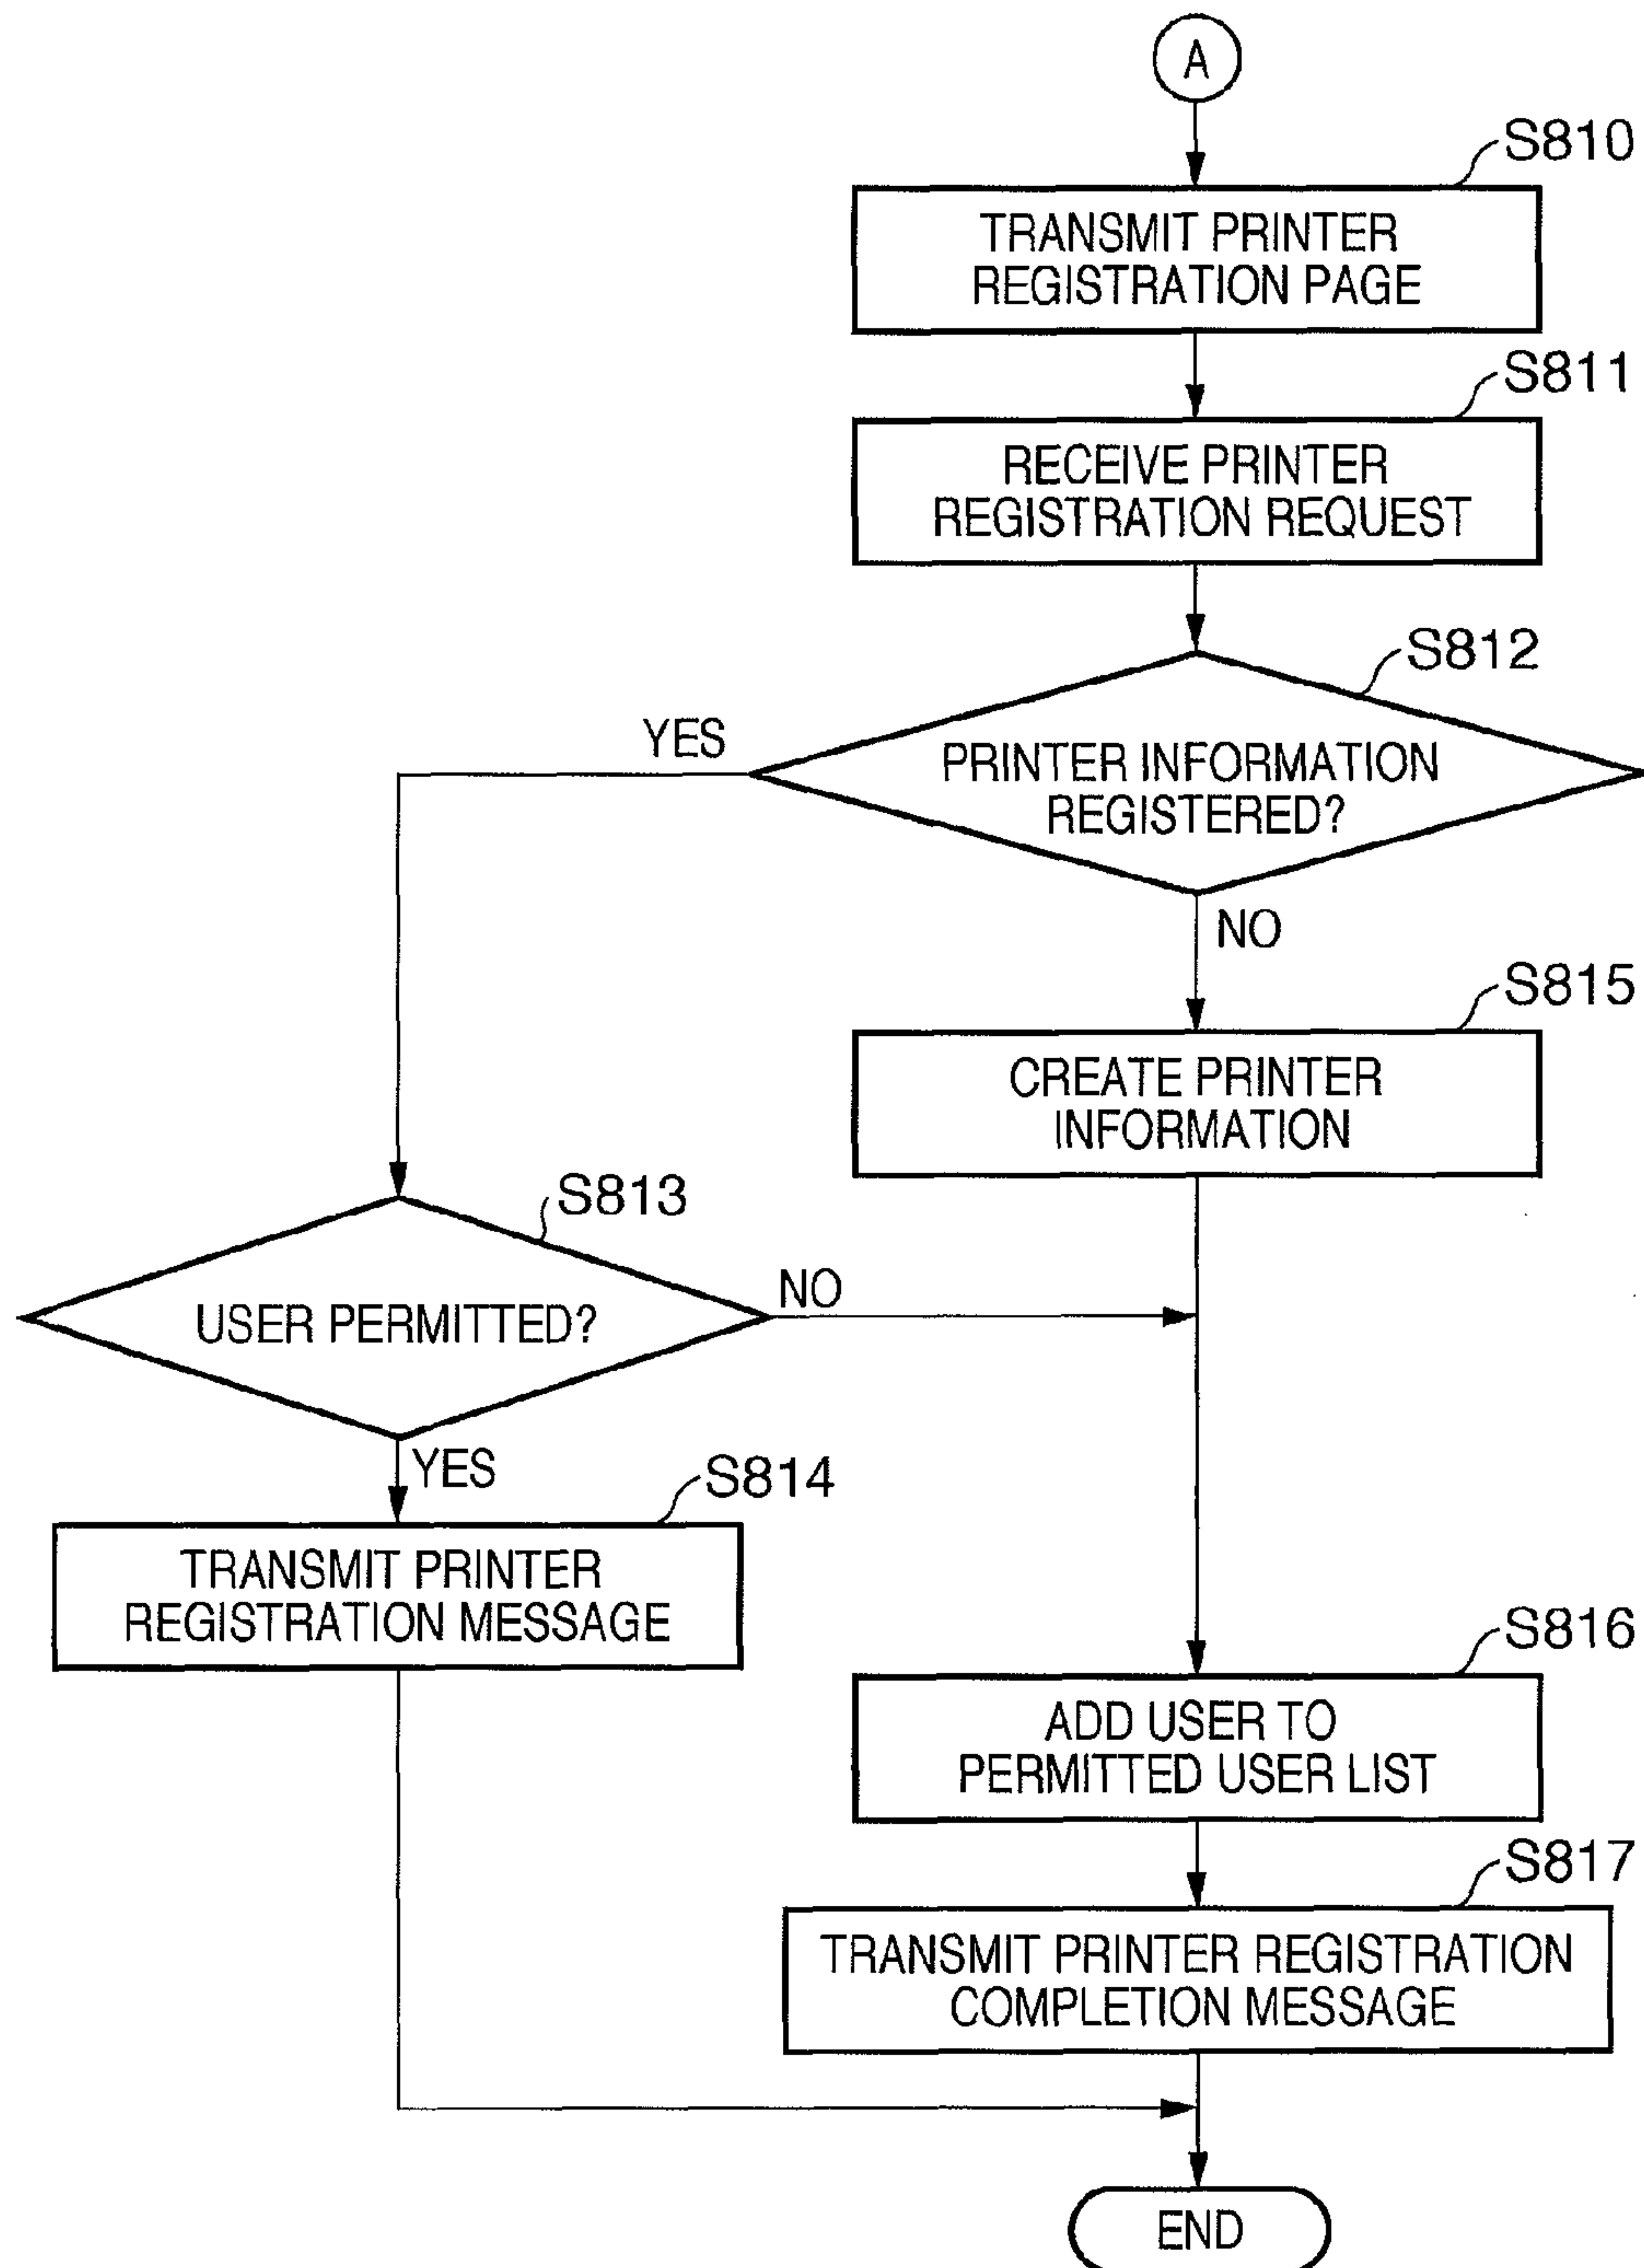 A
S810
TRANSMIT PRINTER
REGISTRATION PAGE
S811
RECEIVE PRINTER
REGISTRATION REQUEST
S812
YES
PRINTER INFORMATION
REGISTERED?
NO
S815
CREATE PRINTER
INFORMATION
S813
USER PERMITTED?
NO
YES
S814
TRANSMIT PRINTER
REGISTRATION MESSAGE
S816
ADD USER TO
PERMITTED USER LIST
S817
TRANSMIT PRINTER REGISTRATION
COMPLETION MESSAGE
END